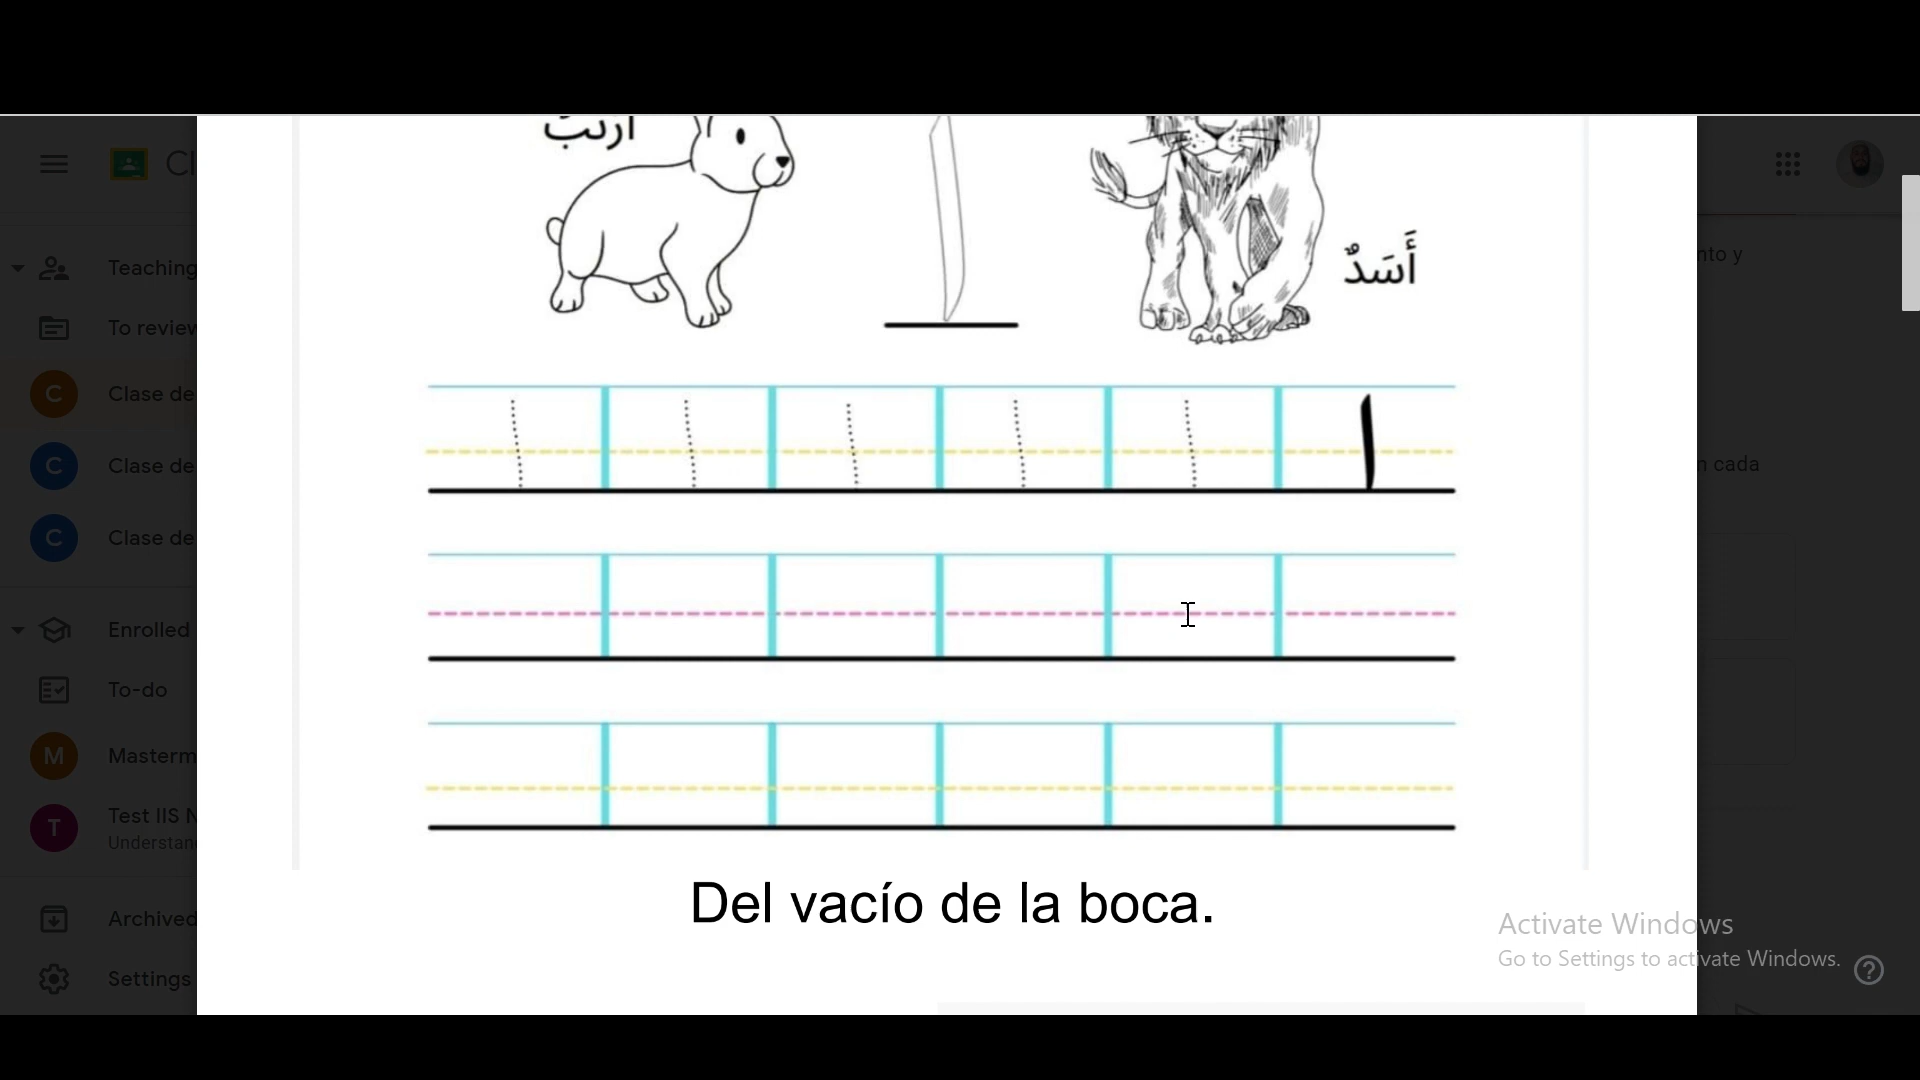 Cl
Teaching
To review
Clase de
Clase de
Clase de
Enrolled
To-do
Masterm
Test IIS N
Understan
Archived
Settings
C
C
C
M
T
أرنب
أَسَدٌ
ا
ا
Del vacío de la boca.
nto y
n cada
Activate Windows
Go to Settings to activate Windows.